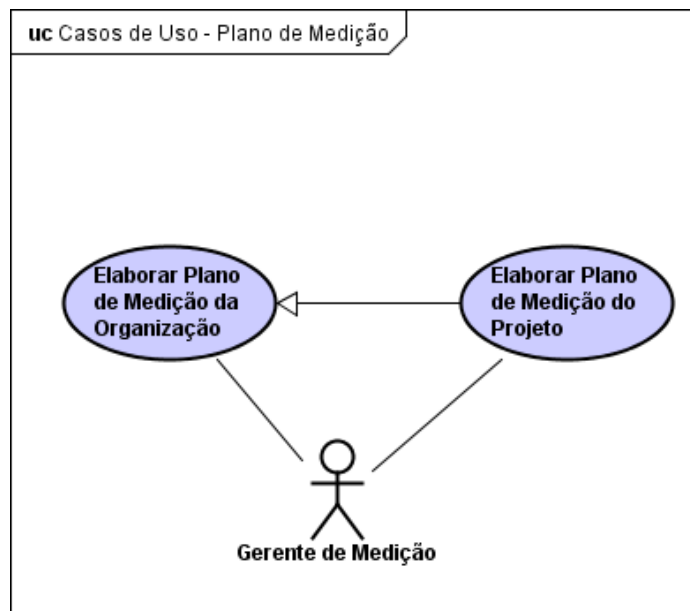 uc Casos de Uso - Plano de Medição
Elaborar Plano
de Medição da
Organização
Elaborar Plano
de Medição do
Projeto
Gerente de Medição